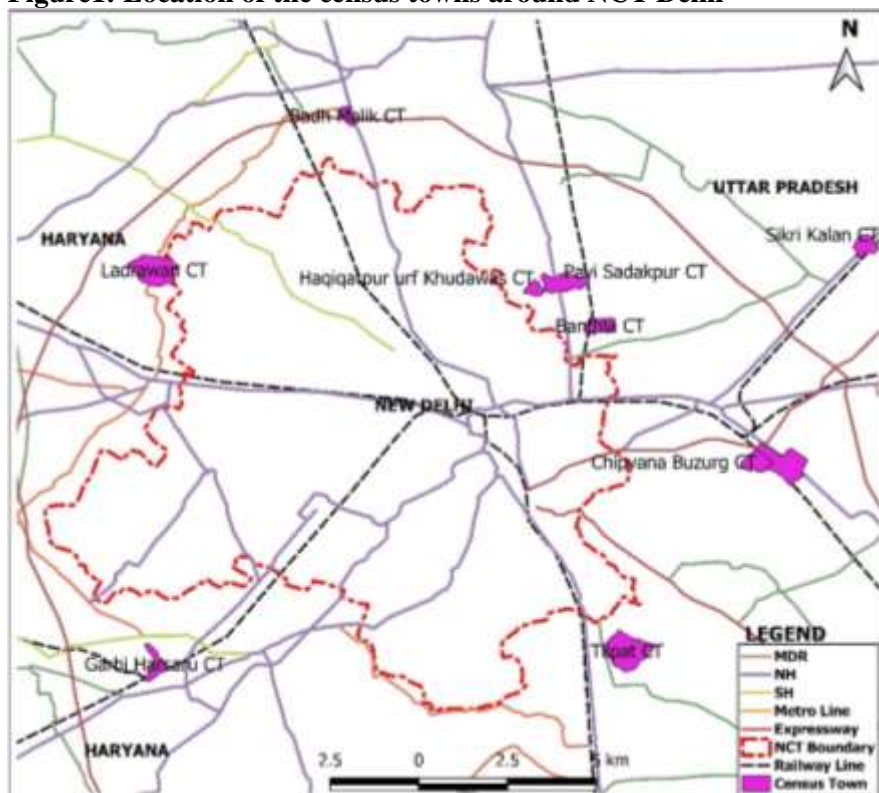 Figure1: Location of the census towns around NCT Delhi
N
Badh Malik CT
UTTAR PRADESH
HARYANA
Sikri Kalan CT
Ladrawan CT
Haqiqatpur urf Khudawas CT
Pavi Sadakpur CT
Banthla CT
NEW DELHI
Chipyana Buzurg CT
Tilpat CT
Garhi Harsaru CT
HARYANA
2.5 0 2.5 5 km
LEGEND
MDR
NH
SH
Metro Line
Expressway
NCT Boundary
Railway Line
Census Town